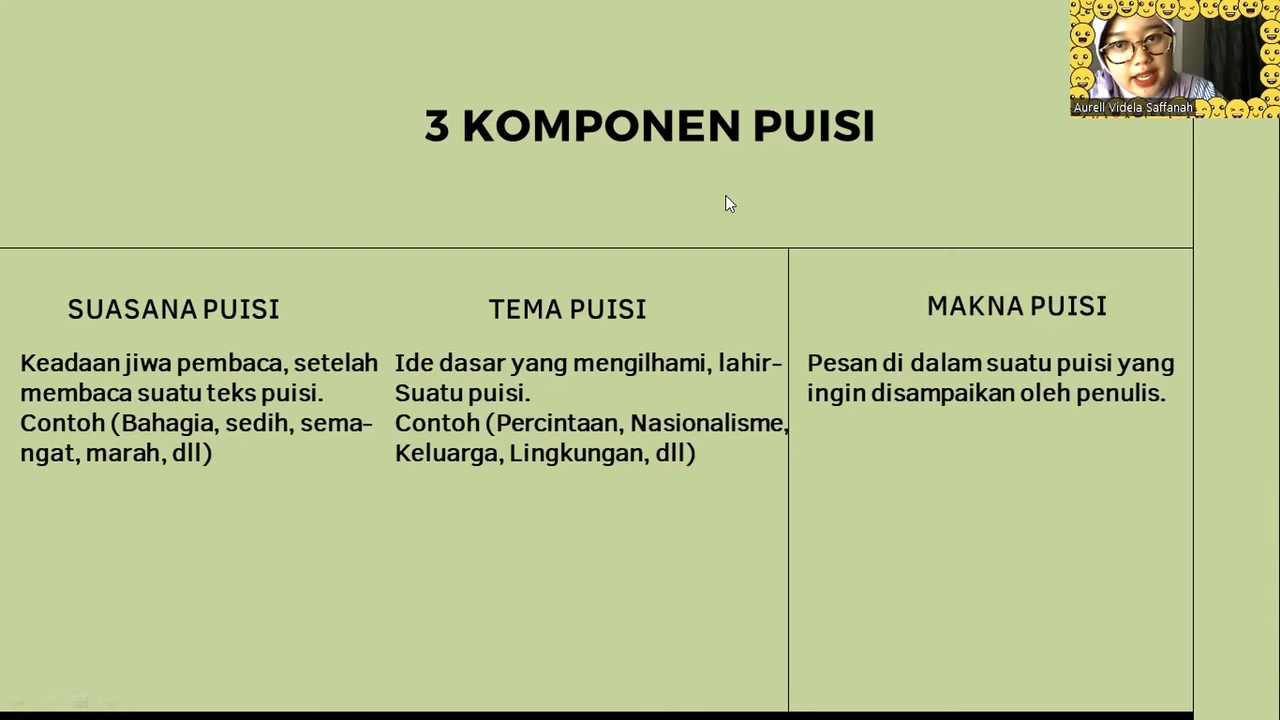 Aurell Videla Saffanah
3 KOMPONEN PUISI
SUASANA PUISI
Keadaan jiwa pembaca, setelah
membaca suatu teks puisi.
Contoh (Bahagia, sedih, sema-
ngat, marah, dll)
TEMA PUISI
Ide dasar yang mengilhami, lahir-
Suatu puisi.
Contoh (Percintaan, Nasionalisme,
Keluarga, Lingkungan, dll)
MAKNA PUISI
Pesan di dalam suatu puisi yang
ingin disampaikan oleh penulis.